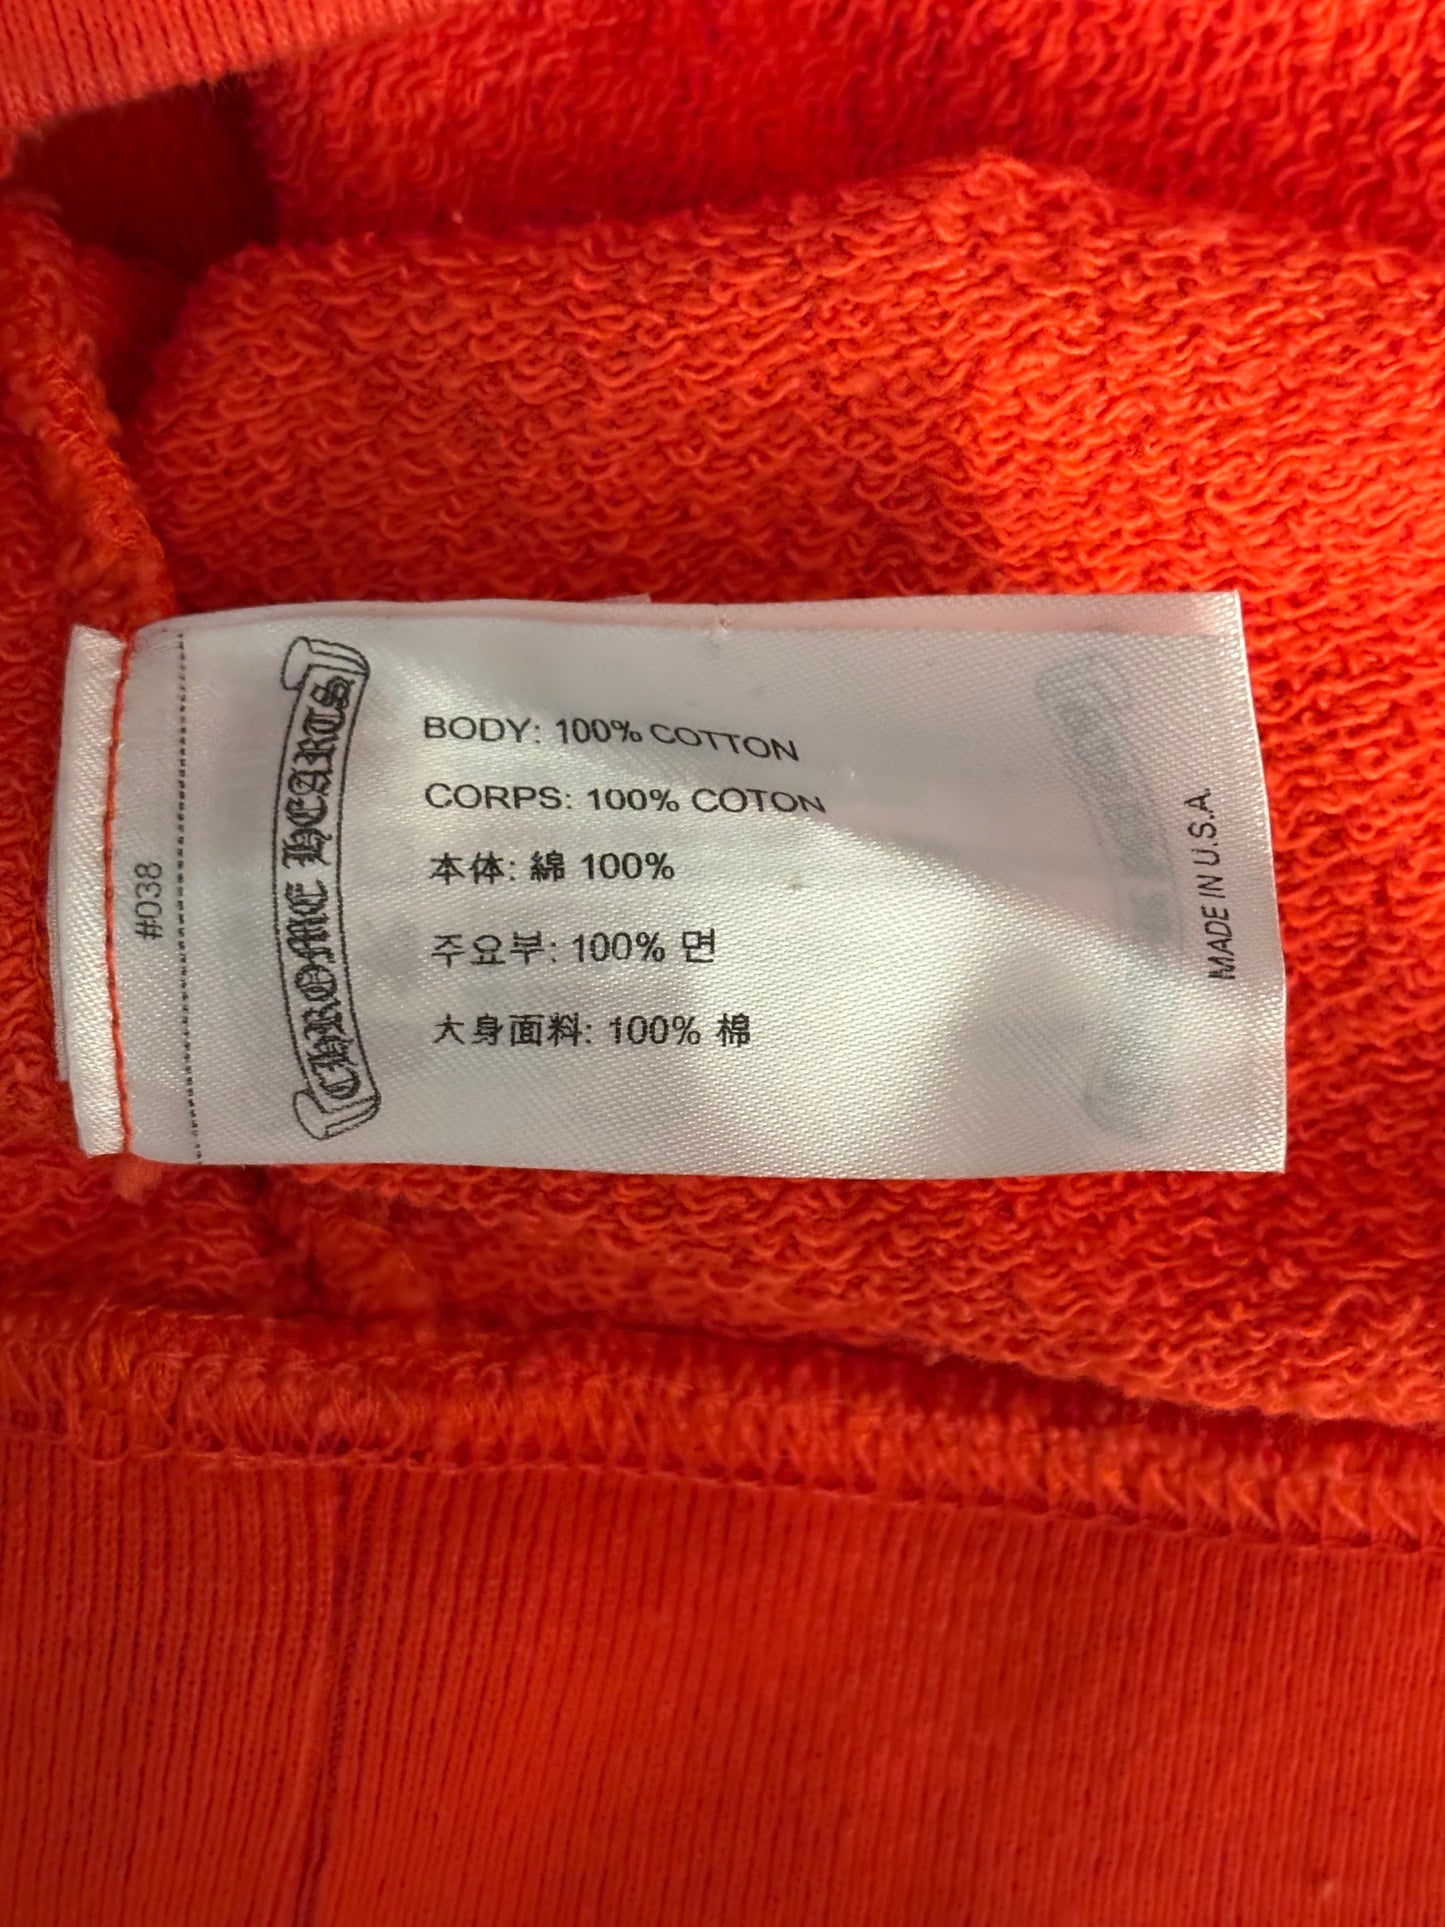 #038
CHROME HEARTS
BODY: 100% COTTON
CORPS: 100% COTON
本体: 綿 100%
주요부: 100% 면
大身面料: 100% 棉
MADE IN U.S.A.